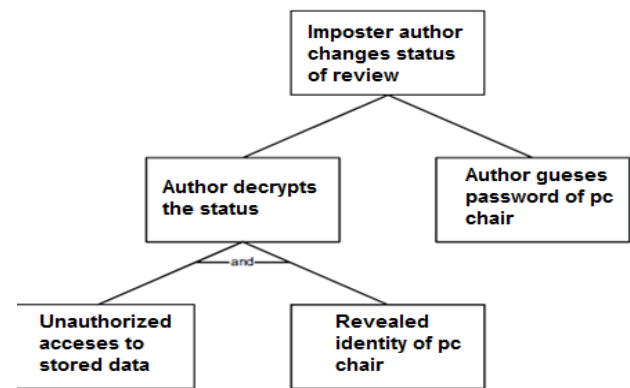 Imposter author
changes status
of review
Author decrypts
the status
Author gueses
password of pc
chair
and
Unauthorized
acceses to
stored data
Revealed
identity of pc
chair